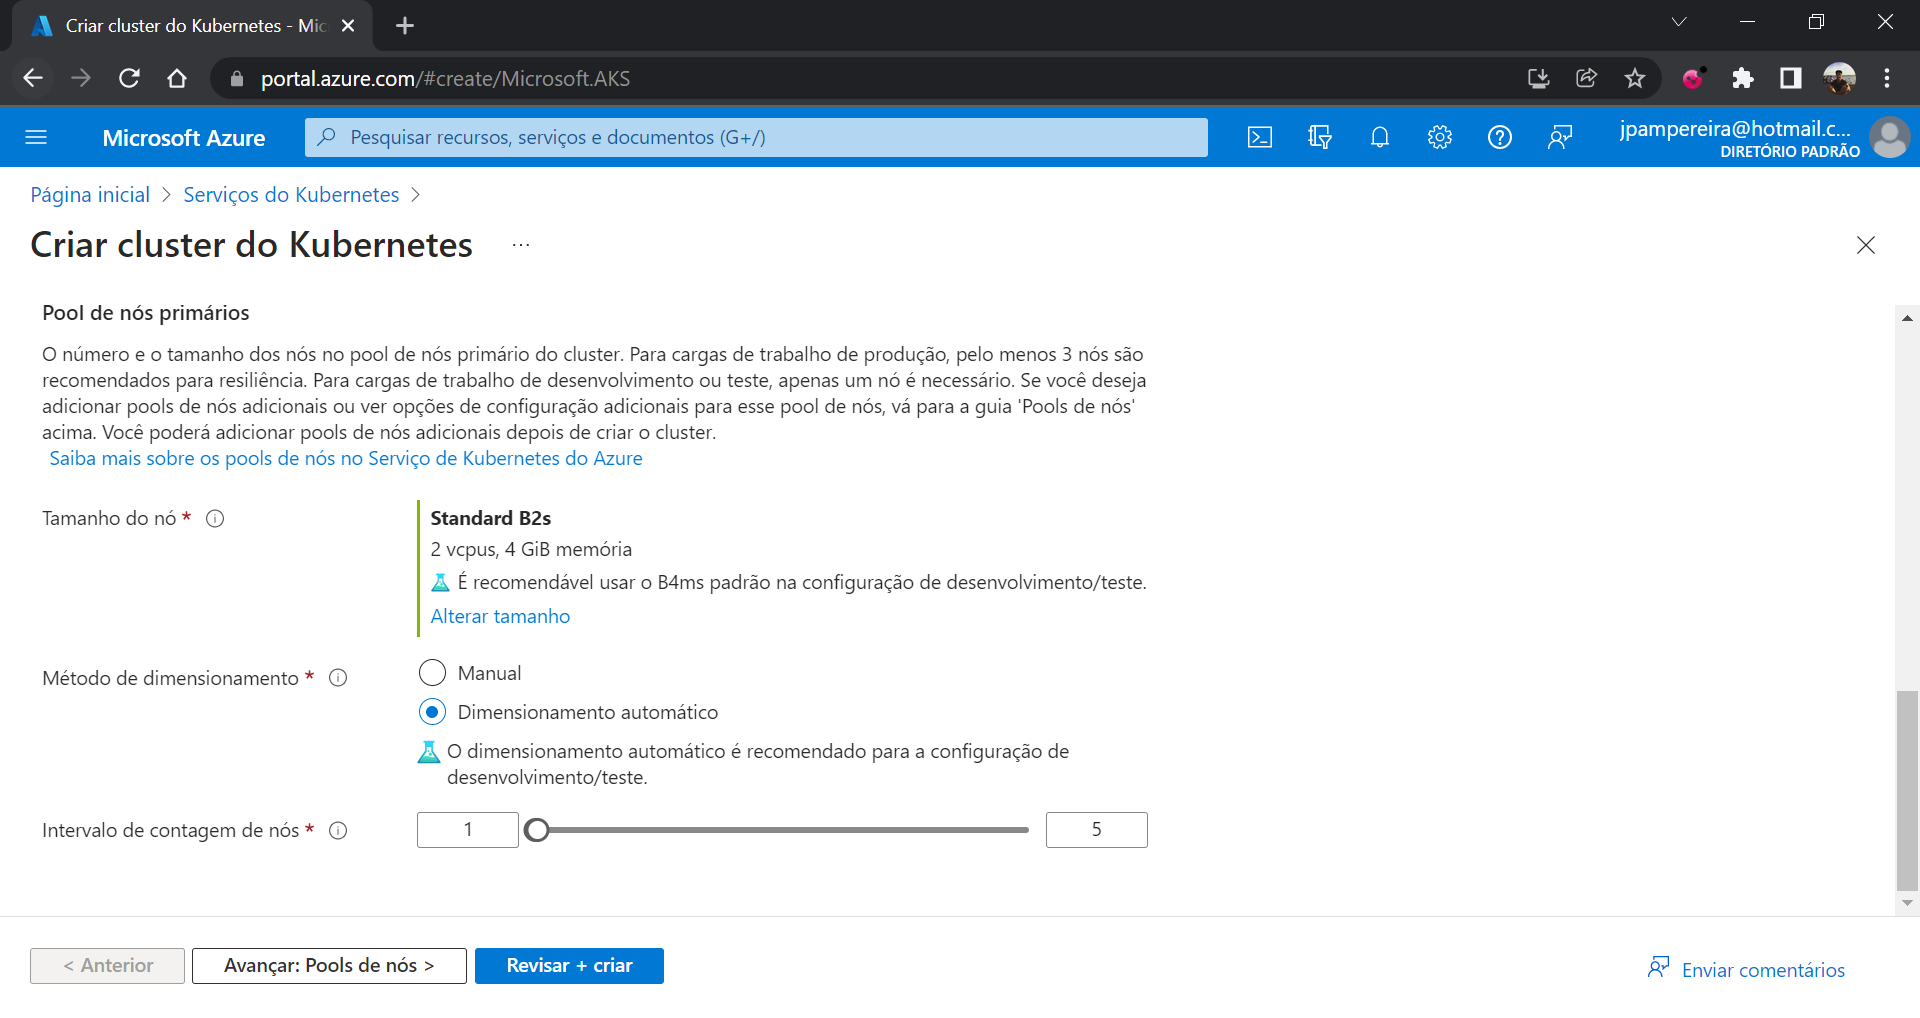 Criar cluster do Kubernetes - Mic
portal.azure.com/#create/Microsoft.AKS
Microsoft Azure
Pesquisar recursos, serviços e documentos (G+/)
jpampereira@hotmail.c...
DIRETÓRIO PADRÃO
Página inicial > Serviços do Kubernetes >
Criar cluster do Kubernetes ...
Pool de nós primários
O número e o tamanho dos nós no pool de nós primário do cluster. Para cargas de trabalho de produção, pelo menos 3 nós são
recomendados para resiliência. Para cargas de trabalho de desenvolvimento ou teste, apenas um nó é necessário. Se você deseja
adicionar pools de nós adicionais ou ver opções de configuração adicionais para esse pool de nós, vá para a guia 'Pools de nós'
acima. Você poderá adicionar pools de nós adicionais depois de criar o cluster.
Saiba mais sobre os pools de nós no Serviço de Kubernetes do Azure
Tamanho do nó *
Standard B2s
2 vcpus, 4 GiB memória
É recomendável usar o B4ms padrão na configuração de desenvolvimento/teste.
Alterar tamanho
Método de dimensionamento *
Manual
Dimensionamento automático
O dimensionamento automático é recomendado para a configuração de
desenvolvimento/teste.
Intervalo de contagem de nós *
1
5
< Anterior
Avançar: Pools de nós >
Revisar + criar
Enviar comentários